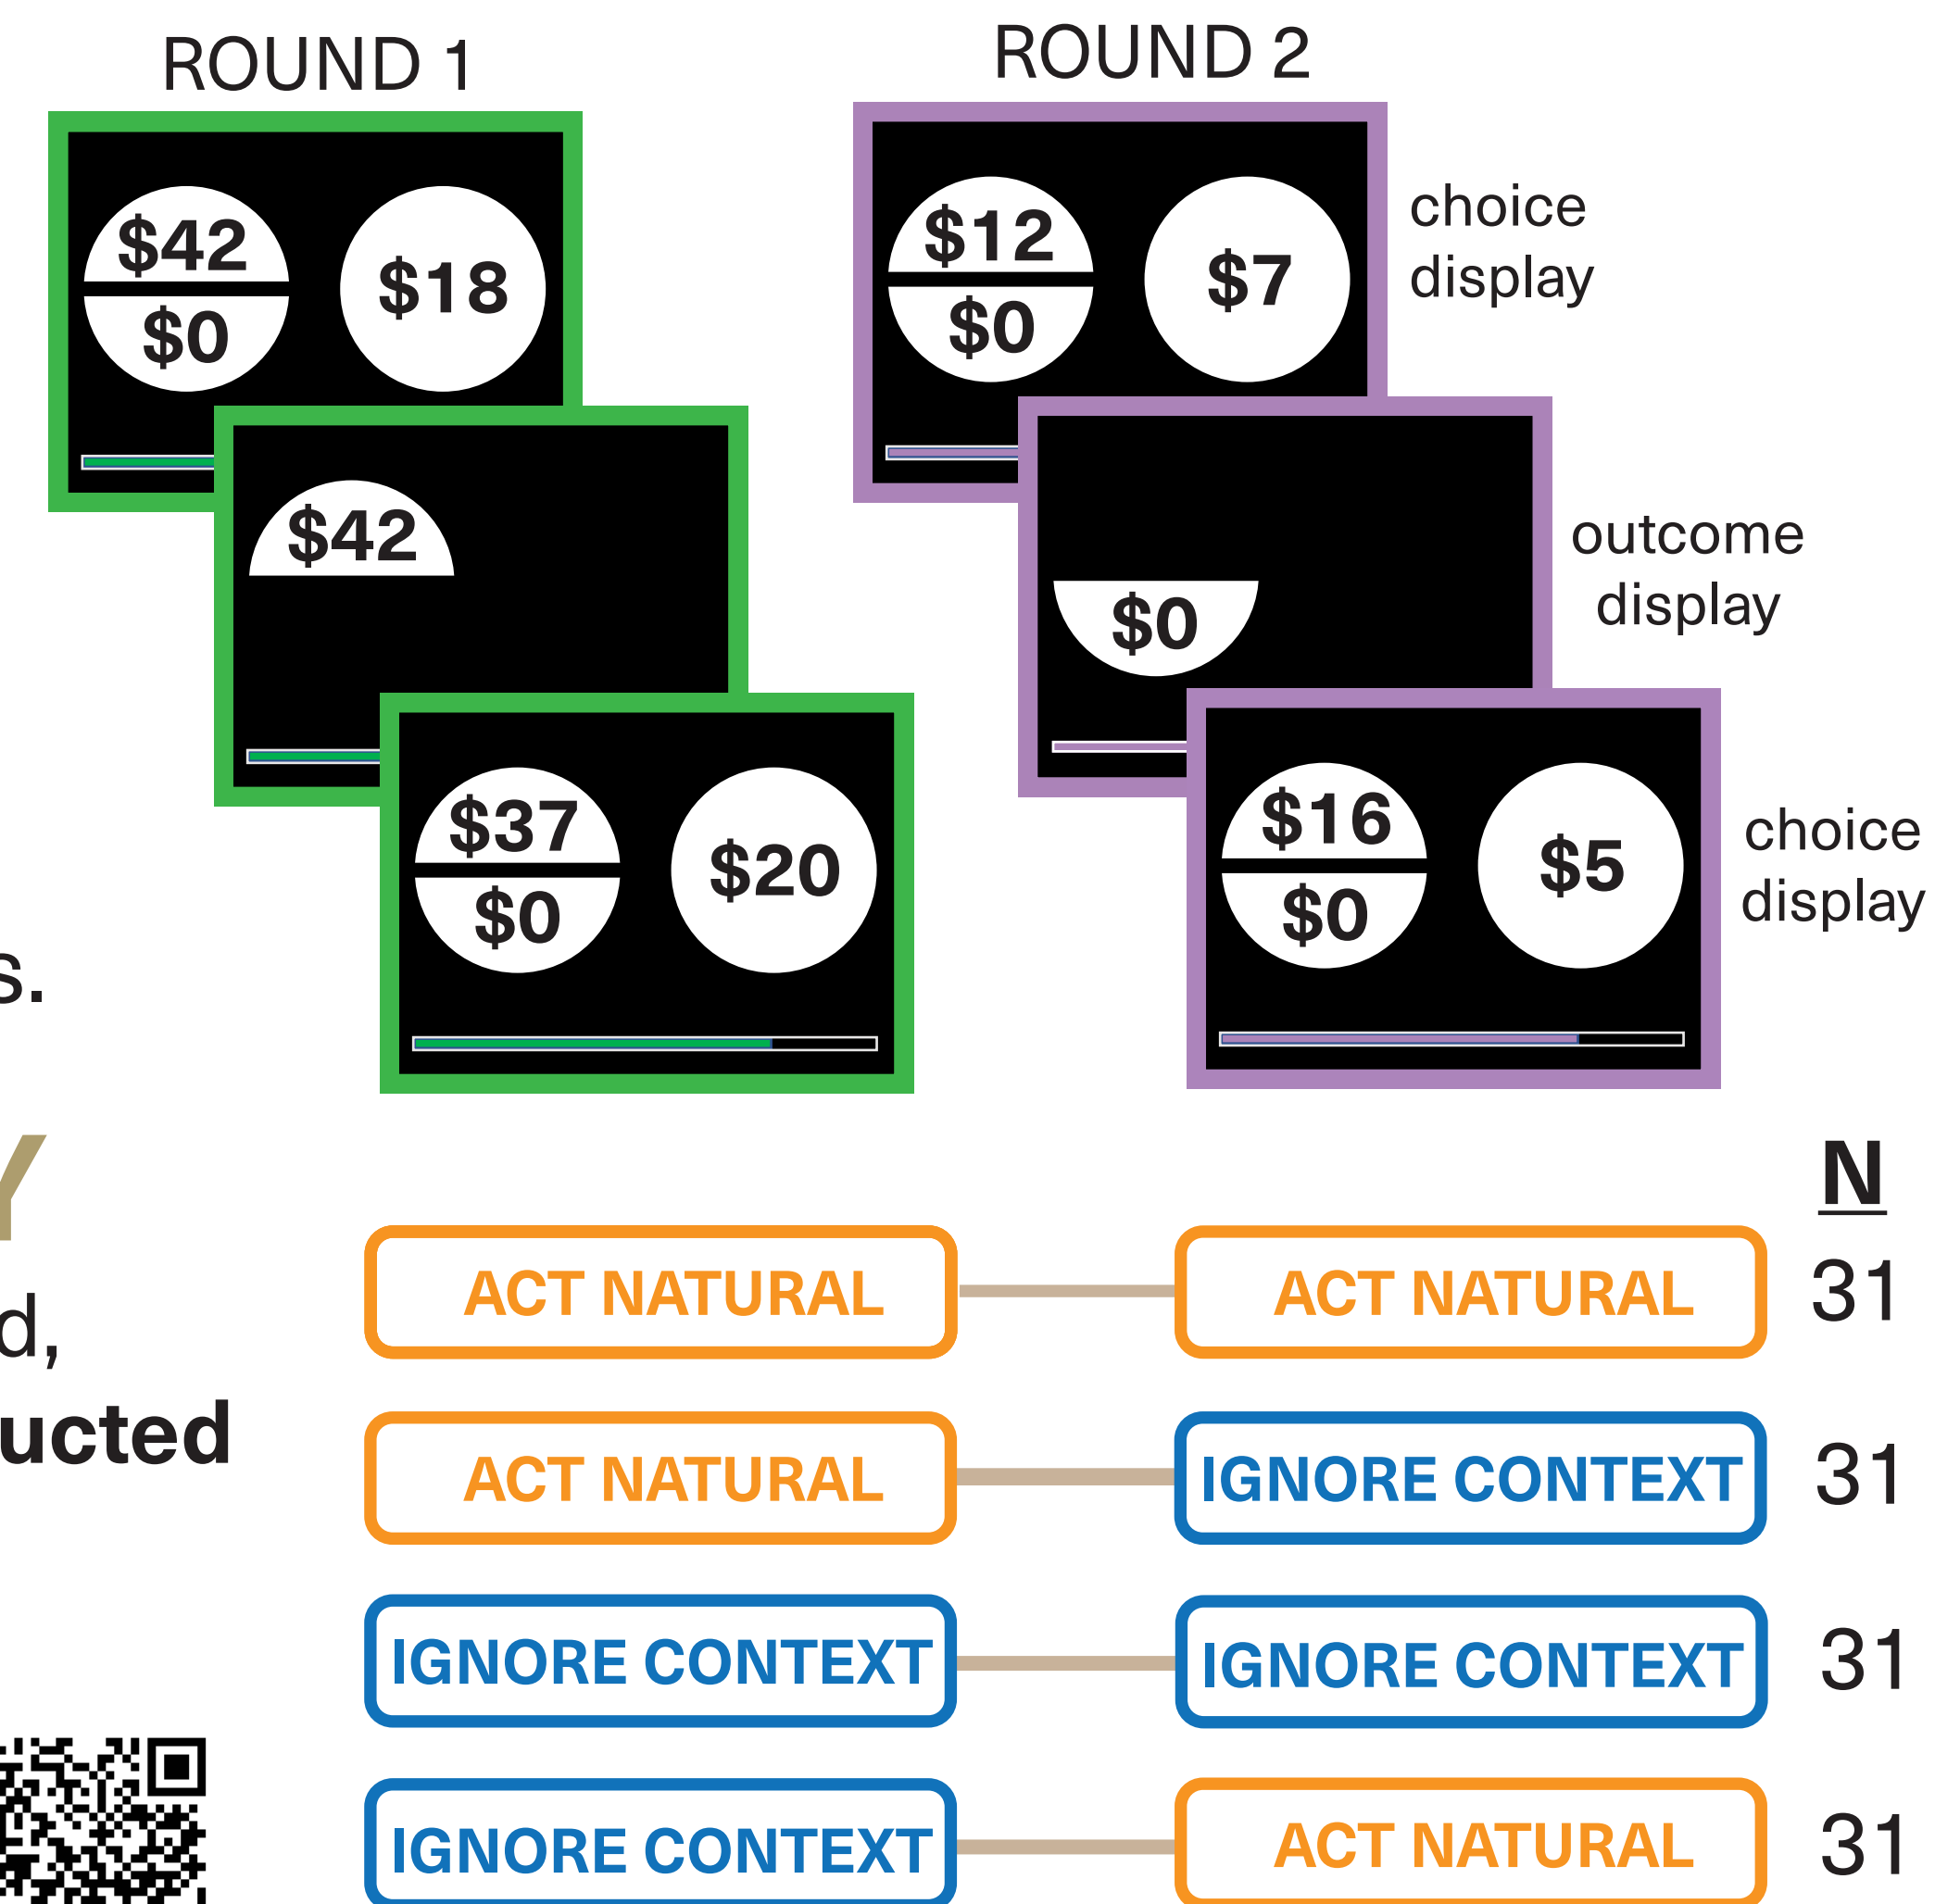 ROUND 1
ROUND 2
$42
$0
$18
$12
$0
$7
choice
display
$42
$0
outcome
display
$37
$0
$20
$16
$0
$5
choice
display
s.
Y
d,
ucted
N
ACT NATURAL ACT NATURAL 31
ACT NATURAL IGNORE CONTEXT 31
IGNORE CONTEXT IGNORE CONTEXT 31
IGNORE CONTEXT ACT NATURAL 31